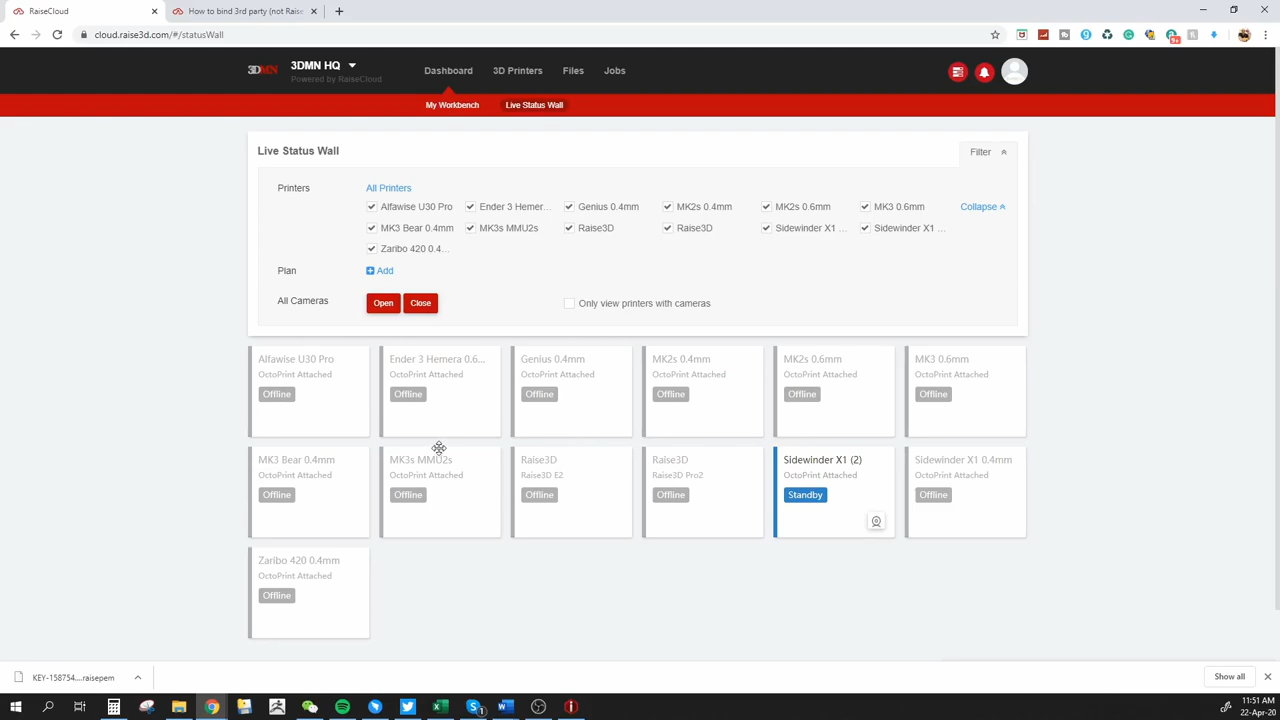 RaiseCloud
How to bind 3rd party (not Raise
cloud.raise3d.com/#/statusWall
9+
3DMN
3DMN HQ
Powered by RaiseCloud
Dashboard
3D Printers
Files
Jobs
My Workbench
Live Status Wall
Live Status Wall
Filter
Printers
All Printers
Alfawise U30 Pro
Ender 3 Hemer...
Genius 0.4mm
MK2s 0.4mm
MK2s 0.6mm
MK3 0.6mm
Collapse
MK3 Bear 0.4mm
MK3s MMU2s
Raise3D
Raise3D
Sidewinder X1 ...
Sidewinder X1 ...
Zaribo 420 0.4...
Plan
Add
All Cameras
Open
Close
Only view printers with cameras
Alfawise U30 Pro
OctoPrint Attached
Offline
Ender 3 Hemera 0.6...
OctoPrint Attached
Offline
Genius 0.4mm
OctoPrint Attached
Offline
MK2s 0.4mm
OctoPrint Attached
Offline
MK2s 0.6mm
OctoPrint Attached
Offline
MK3 0.6mm
OctoPrint Attached
Offline
MK3 Bear 0.4mm
OctoPrint Attached
Offline
MK3s MMU2s
OctoPrint Attached
Offline
Raise3D
Raise3D E2
Offline
Raise3D
Raise3D Pro2
Offline
Sidewinder X1 (2)
OctoPrint Attached
Standby
Sidewinder X1 0.4mm
OctoPrint Attached
Offline
Zaribo 420 0.4mm
OctoPrint Attached
Offline
KEY-158754....raisepem
Show all
11:51 AM
22-Apr-20